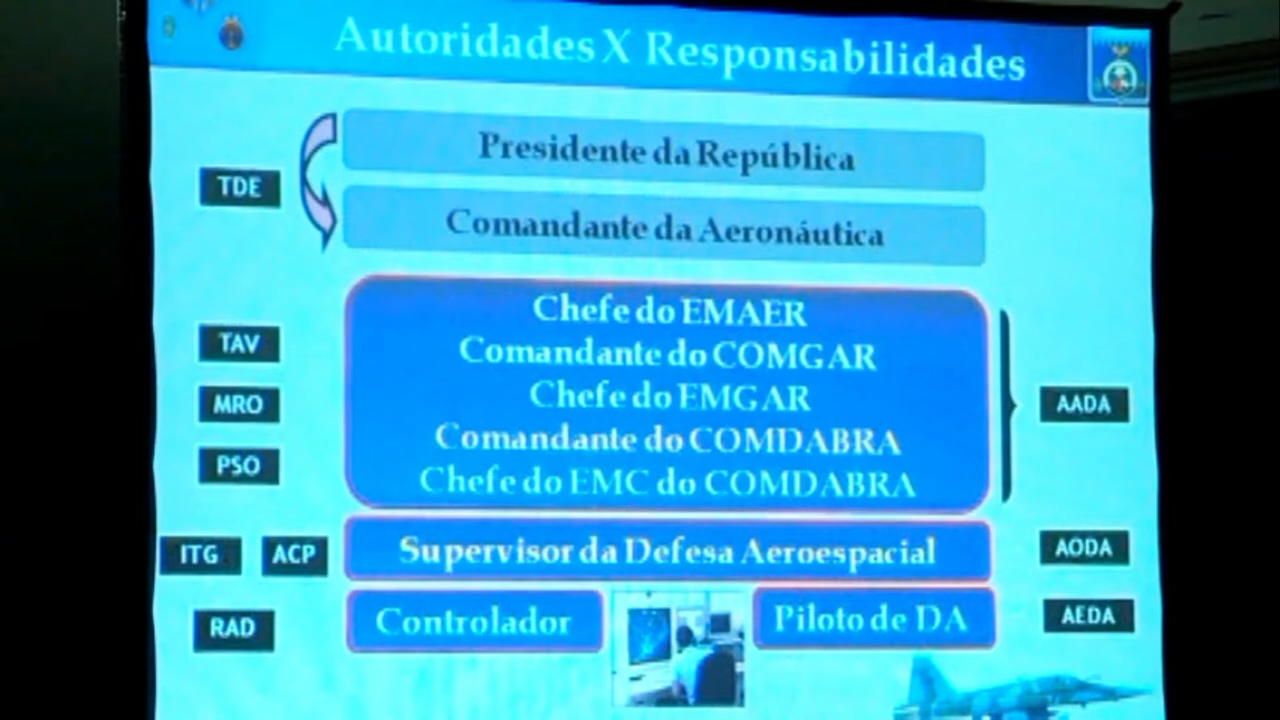 Autoridades X Responsabilidades
Presidente da República
TDE
Comandante da Aeronáutica
Chefe do EMAER
TAV
Comandante do COMGAR
MRO
Chefe do EMGAR
AADA
Comandante do COMDABRA
PSO
Chefe do EMC do COMDABRA
ITG ACP Supervisor da Defesa Aeroespacial AODA
RAD Controlador Piloto de DA AEDA